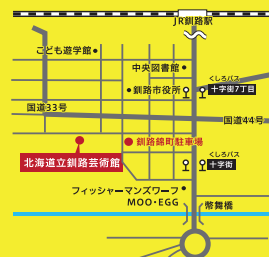 JR釧路駅
こども遊学館
中央図書館
くしろバス
釧路市役所
十字街7丁目
国道33号
国道44号
釧路錦町駐車場
くしろバス
北海道立釧路芸術館
十字街
フィッシャーマンズワーフ
MOO・EGG
幣舞橋